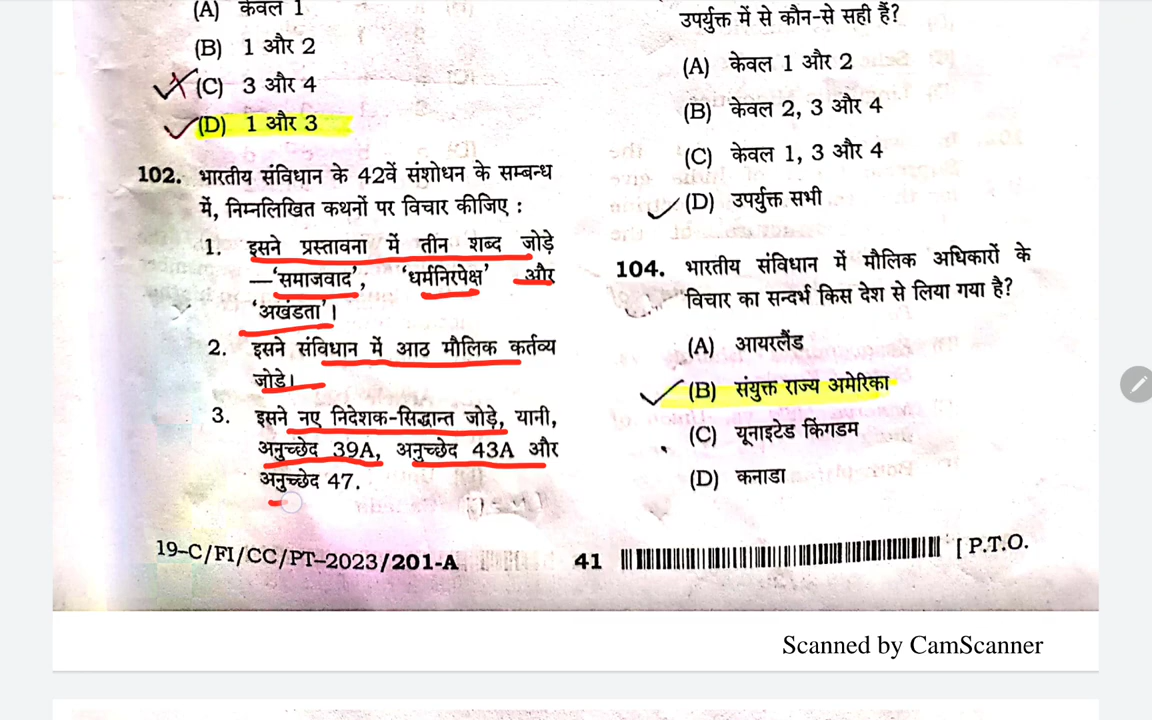 (A) केवल 1
(B) 1 और 2
(C) 3 और 4
(D) 1 और 3
102. भारतीय संविधान के 42वें संशोधन के सम्बन्ध
में, निम्नलिखित कथनों पर विचार कीजिए :
1. इसने प्रस्तावना में तीन शब्द जोड़े
—‘समाजवाद’, ‘धर्मनिरपेक्ष’ और
‘अखंडता’।
2. इसने संविधान में आठ मौलिक कर्तव्य
जोड़े।
3. इसने नए निदेशक-सिद्धान्त जोड़े, यानी,
अनुच्छेद 39A, अनुच्छेद 43A और
अनुच्छेद 47.
उपर्युक्त में से कौन-से सही हैं?
(A) केवल 1 और 2
(B) केवल 2, 3 और 4
(C) केवल 1, 3 और 4
(D) उपर्युक्त सभी
104. भारतीय संविधान में मौलिक अधिकारों के
विचार का सन्दर्भ किस देश से लिया गया है?
(A) आयरलैंड
(B) संयुक्त राज्य अमेरिका
(C) यूनाइटेड किंगडम
(D) कनाडा
19-C/FI/CC/PT-2023/201-A 41 [ P.T.O.
Scanned by CamScanner